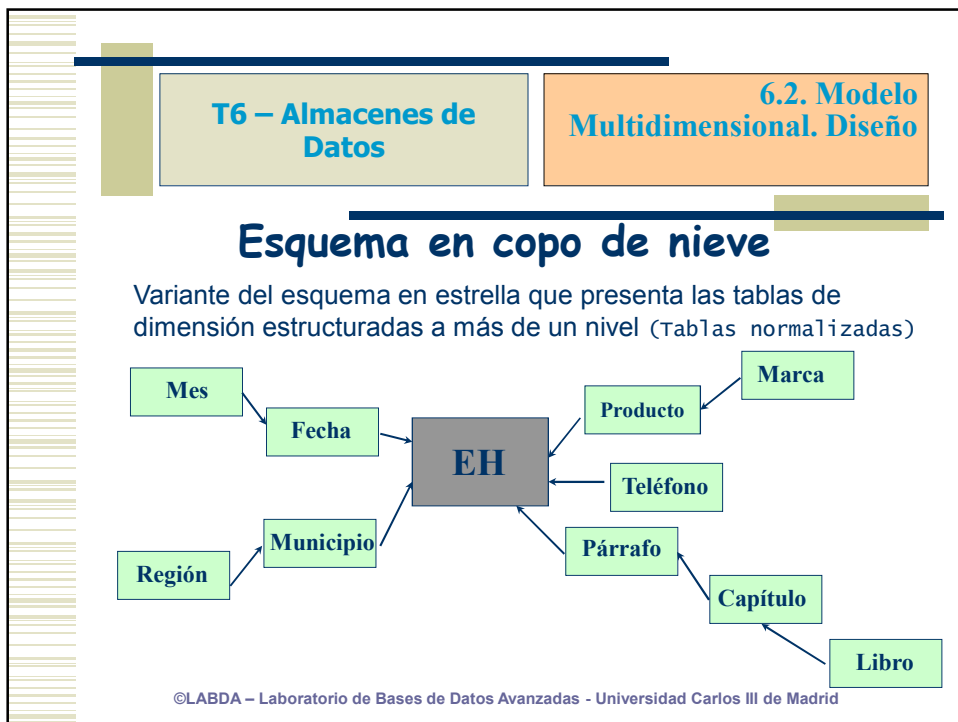 T6 – Almacenes de
Datos
6.2. Modelo
Multidimensional. Diseño
Esquema en copo de nieve
Variante del esquema en estrella que presenta las tablas de
dimensión estructuradas a más de un nivel (Tablas normalizadas)
Mes
Fecha
EH
Producto
Marca
Teléfono
Municipio
Región
Párrafo
Capítulo
Libro
©LABDA – Laboratorio de Bases de Datos Avanzadas - Universidad Carlos III de Madrid